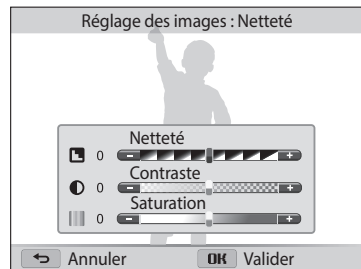 Réglage des images : Netteté
Netteté
0 - +
Contraste
0 - +
Saturation
0 - +
Annuler OK Valider